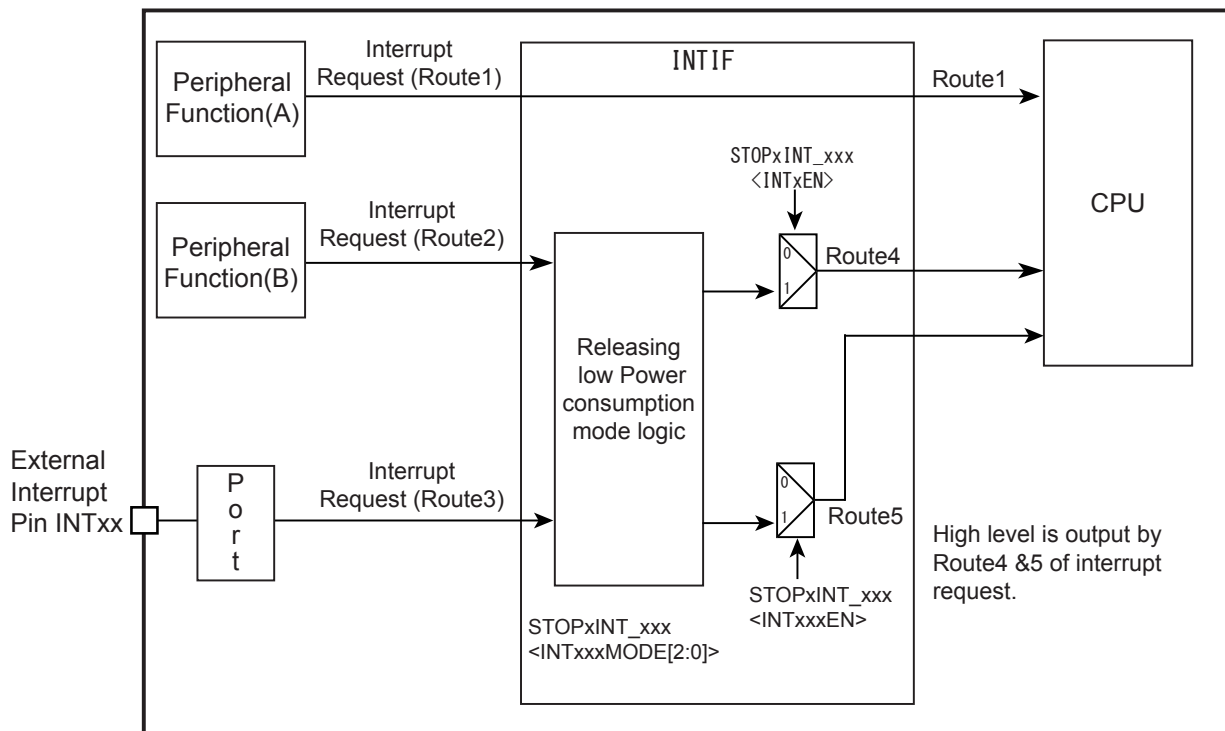 Peripheral
Function(A)
Interrupt
Request (Route1)
INTIF
Route1
CPU
STOPxINT_xxx
<INTxEN>
Peripheral
Function(B)
Interrupt
Request (Route2)
0
1
Route4
Releasing
low Power
consumption
mode logic
External
Interrupt
Pin INTxx
P
o
r
t
Interrupt
Request (Route3)
0
1
Route5
High level is output by
Route4 &5 of interrupt
request.
STOPxINT_xxx
<INTxxxEN>
STOPxINT_xxx
<INTxxxMODE[2:0]>